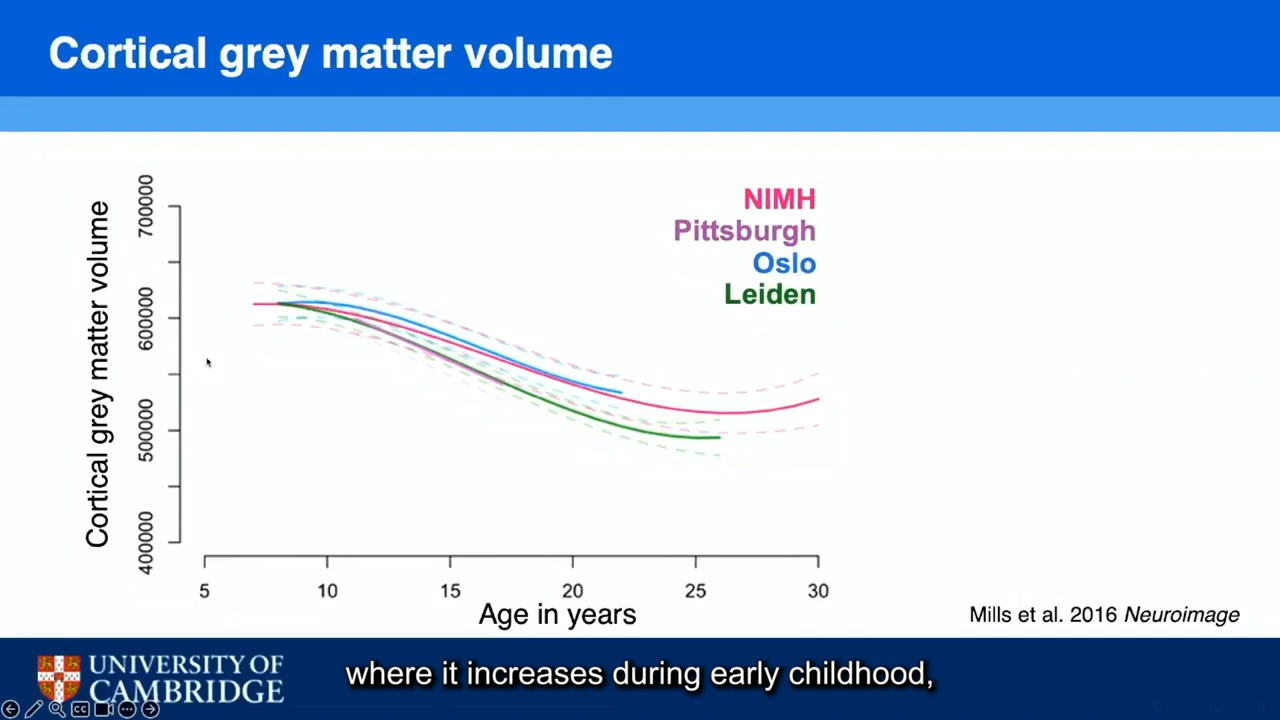 Cortical grey matter volume
NIMH
Pittsburgh
Oslo
Leiden
Cortical grey matter volume
700000
600000
500000
400000
5 10 15 20 25 30
Age in years
Mills et al. 2016 Neuroimage
UNIVERSITY OF
CAMBRIDGE
where it increases during early childhood,
CC